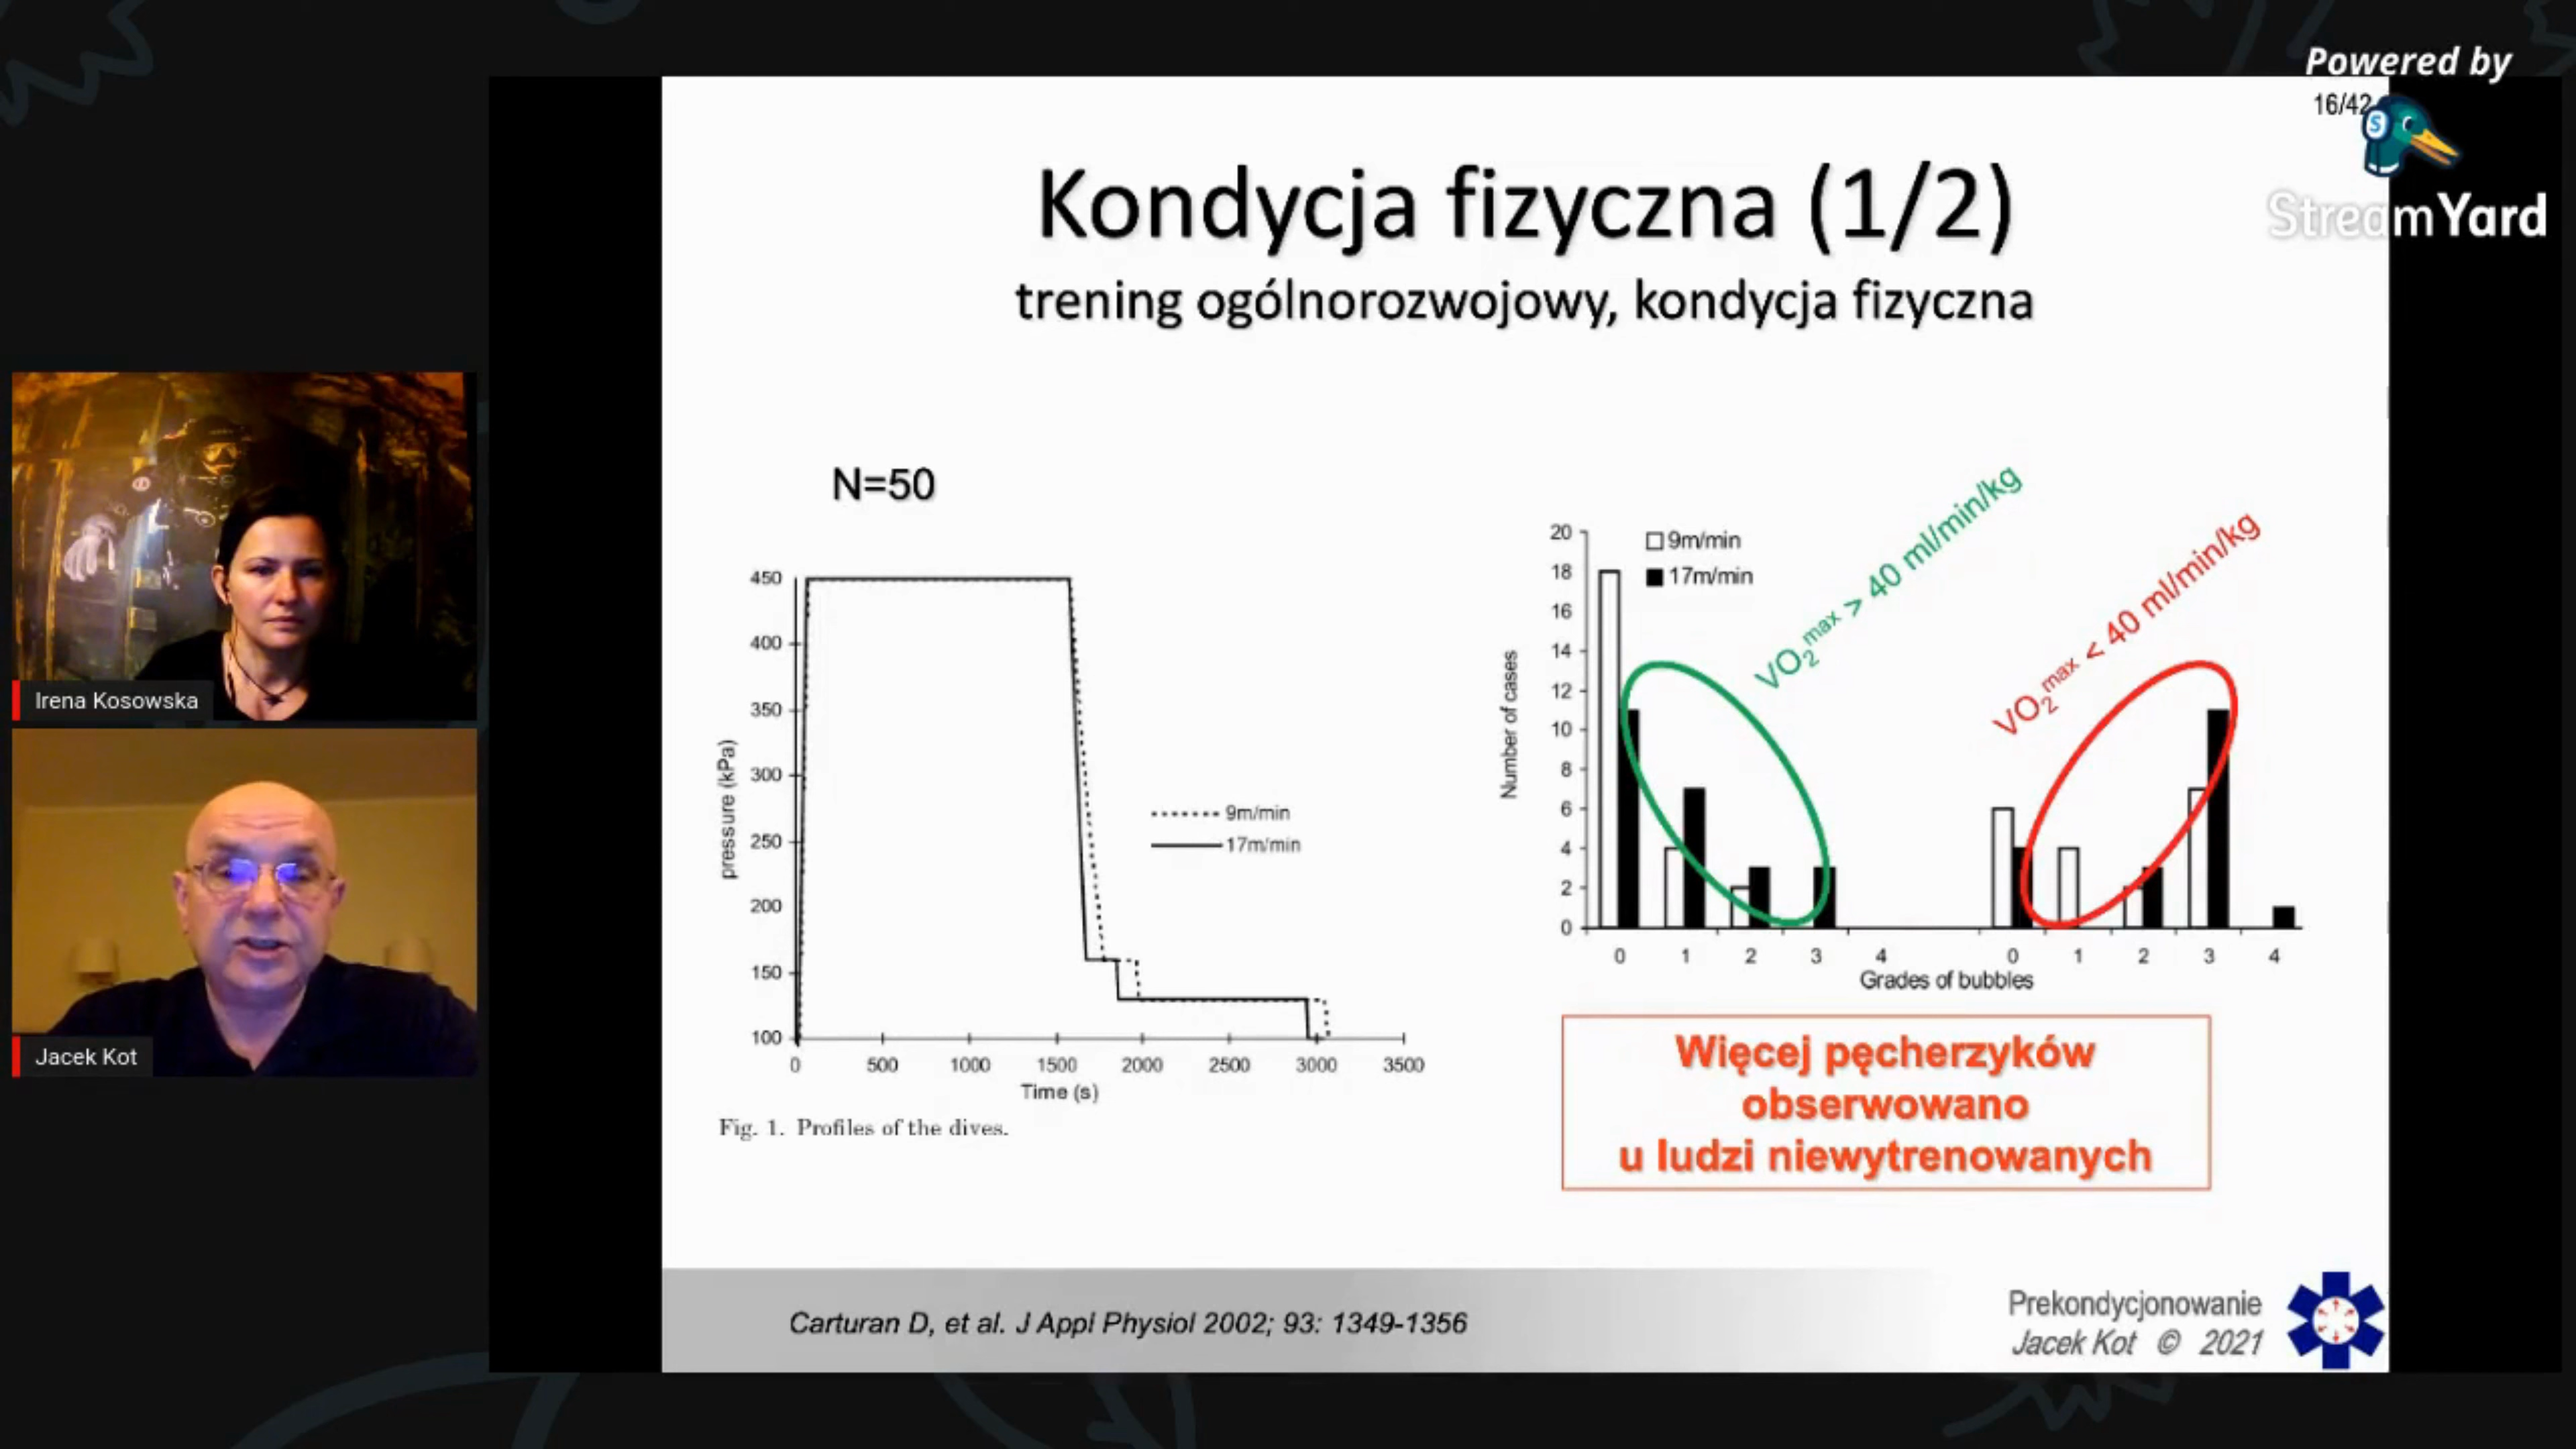 Powered by
StreamYard
16/42
Kondycja fizyczna (1/2)
trening ogólnorozwojowy, kondycja fizyczna
N=50
450
400
350
300
250
200
150
100
pressure (kPa)
9m/min
17m/min
0 500 1000 1500 2000 2500 3000 3500
Time (s)
Fig. 1. Profiles of the dives.
20
18
16
14
12
10
8
6
4
2
0
Number of cases
9m/min
17m/min
VO2max > 40 ml/min/kg
VO2max < 40 ml/min/kg
0 1 2 3 4 0 1 2 3 4
Grades of bubbles
Więcej pęcherzyków
obserwowano
u ludzi niewytrenowanych
Carturan D, et al. J Appl Physiol 2002; 93: 1349-1356
Prekondycjonowanie
Jacek Kot © 2021
Irena Kosowska
Jacek Kot